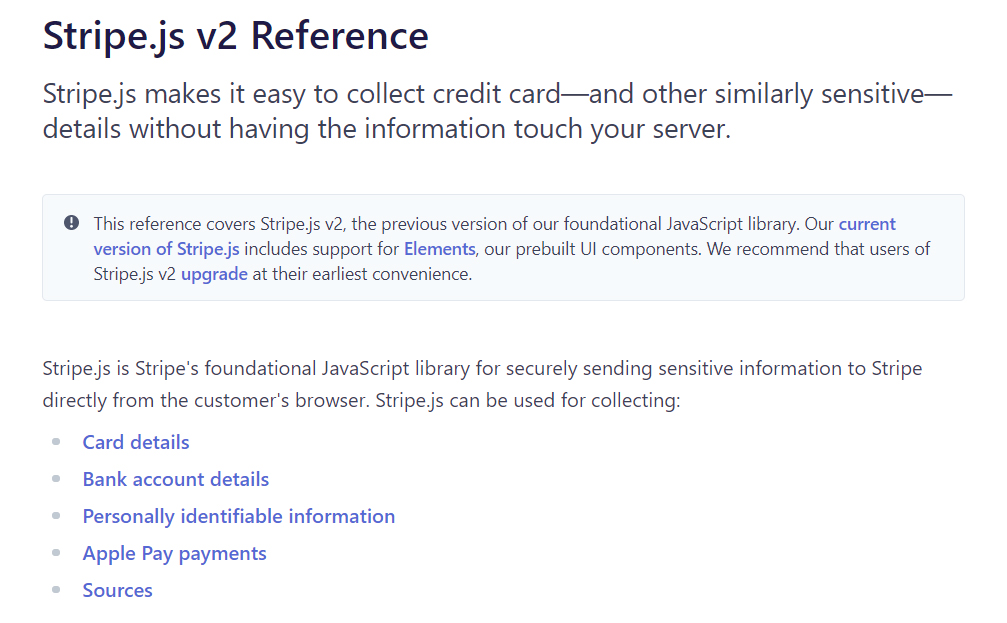 Stripe.js v2 Reference
Stripe.js makes it easy to collect credit card—and other similarly sensitive—
details without having the information touch your server.
This reference covers Stripe.js v2, the previous version of our foundational JavaScript library. Our current
version of Stripe.js includes support for Elements, our prebuilt UI components. We recommend that users of
Stripe.js v2 upgrade at their earliest convenience.
Stripe.js is Stripe's foundational JavaScript library for securely sending sensitive information to Stripe
directly from the customer's browser. Stripe.js can be used for collecting:
Card details
Bank account details
Personally identifiable information
Apple Pay payments
Sources